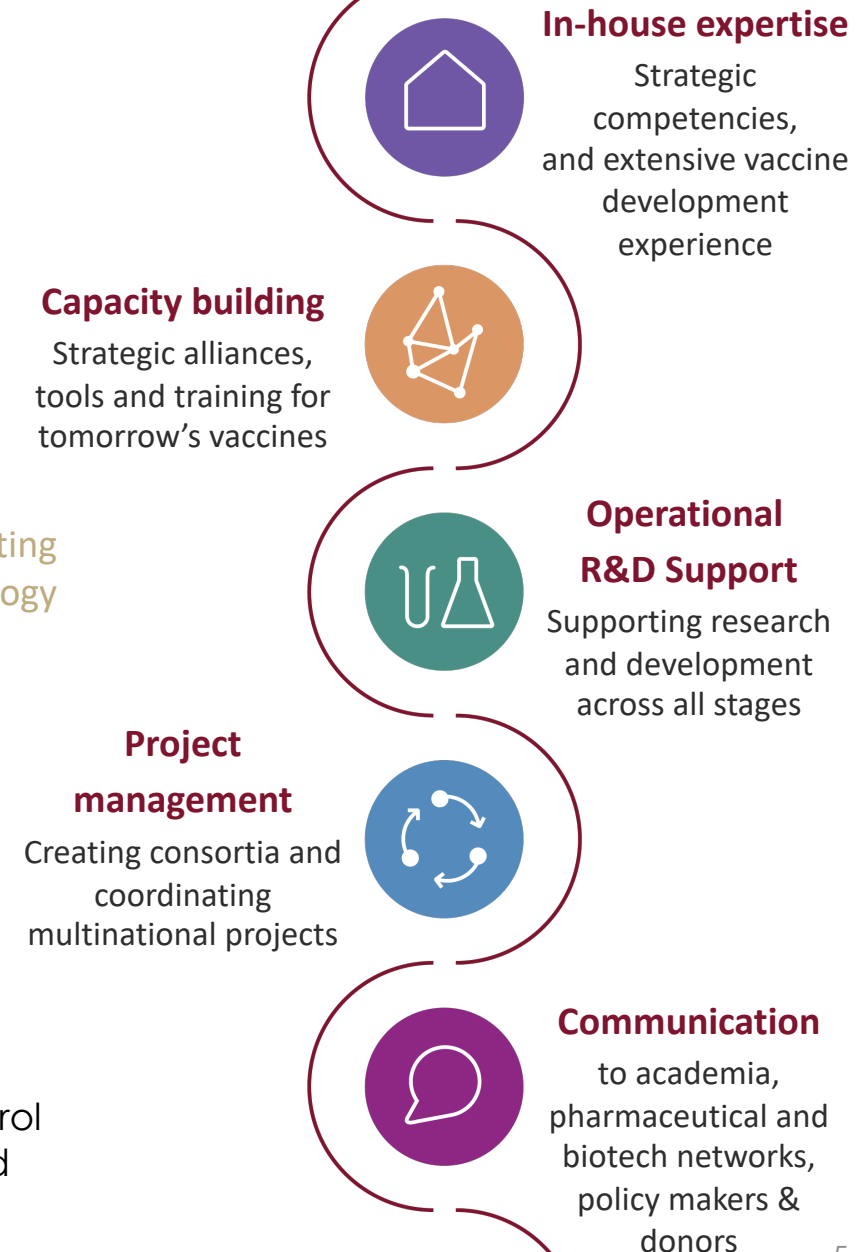 In-house expertise
Strategic
competencies,
and extensive vaccine
development
experience
Capacity building
Strategic alliances,
tools and training for
tomorrow's vaccines
Operational
R&D Support
Supporting research
and development
across all stages
Project
management
Creating consortia and
coordinating
multinational projects
Communication
to academia,
pharmaceutical and
biotech networks,
policy makers &
donors